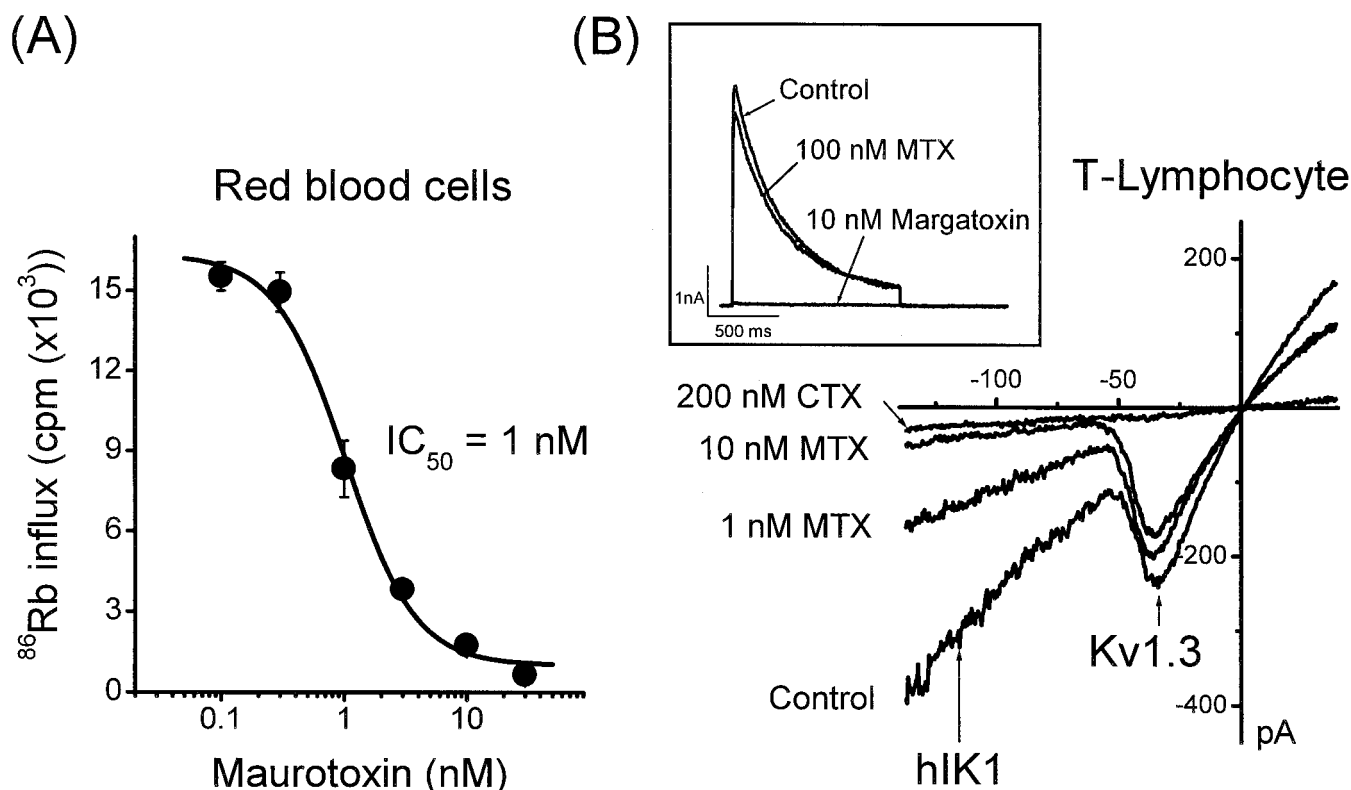 (A)
Red blood cells
⁸⁶Rb influx (cpm (x10³))
15
12
9
6
3
0
IC₅₀ = 1 nM
0.1
1
10
Maurotoxin (nM)
(B)
Control
100 nM MTX
10 nM Margatoxin
1nA
500 ms
T-Lymphocyte
200
-100
-50
200 nM CTX
10 nM MTX
1 nM MTX
-200
Kv1.3
Control
-400
pA
hIK1